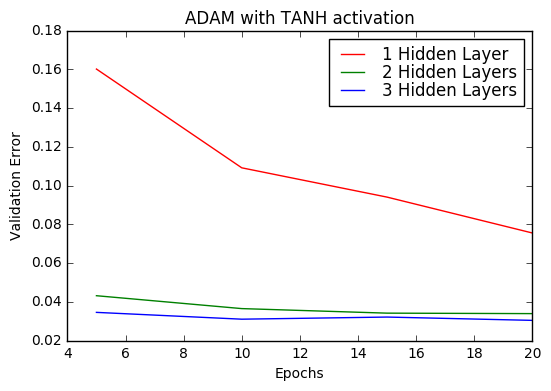 ADAM with TANH activation
0.18
0.16
0.14
0.12
0.10
0.08
0.06
0.04
0.02
Validation Error
1 Hidden Layer
2 Hidden Layers
3 Hidden Layers
4 6 8 10 12 14 16 18 20
Epochs